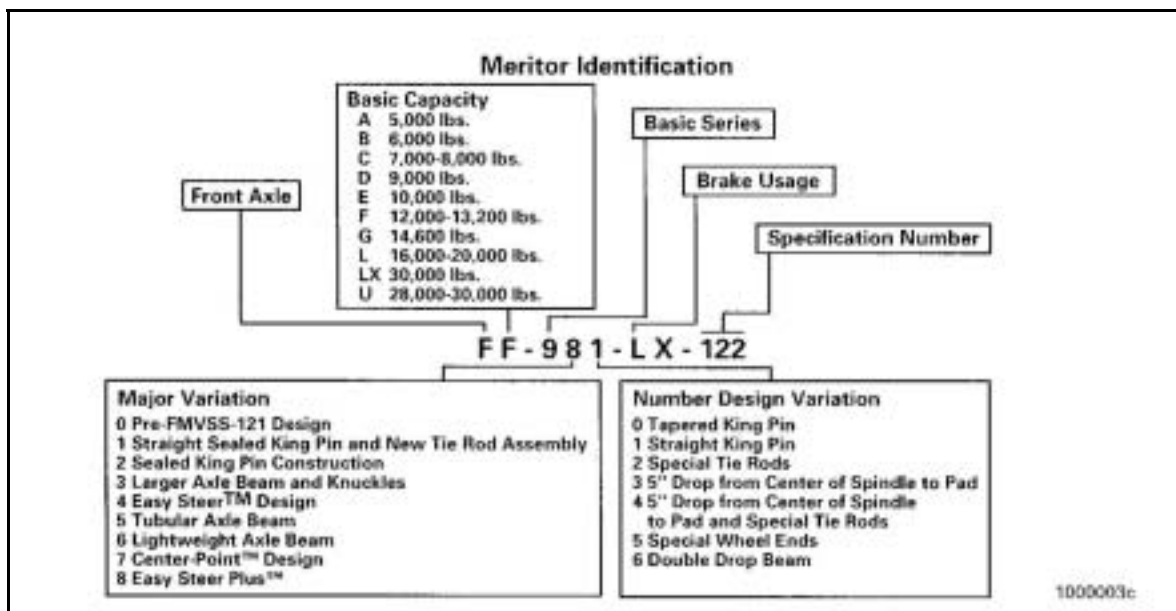 Meritor Identification
Basic Capacity
A 5,000 lbs.
B 6,000 lbs.
C 7,000-8,000 lbs.
D 9,000 lbs.
E 10,000 lbs.
F 12,000-13,200 lbs.
G 14,600 lbs.
L 16,000-20,000 lbs.
LX 30,000 lbs.
U 28,000-30,000 lbs.
Front Axle
Basic Series
Brake Usage
Specification Number
FF-981-LX-122
Major Variation
0 Pre-FMVSS-121 Design
1 Straight Sealed King Pin and New Tie Rod Assembly
2 Sealed King Pin Construction
3 Larger Axle Beam and Knuckles
4 Easy Steer™ Design
5 Tubular Axle Beam
6 Lightweight Axle Beam
7 Center-Point™ Design
8 Easy Steer Plus™
Number Design Variation
0 Tapered King Pin
1 Straight King Pin
2 Special Tie Rods
3 5" Drop from Center of Spindle to Pad
4 5" Drop from Center of Spindle
to Pad and Special Tie Rods
5 Special Wheel Ends
6 Double Drop Beam
1000003c